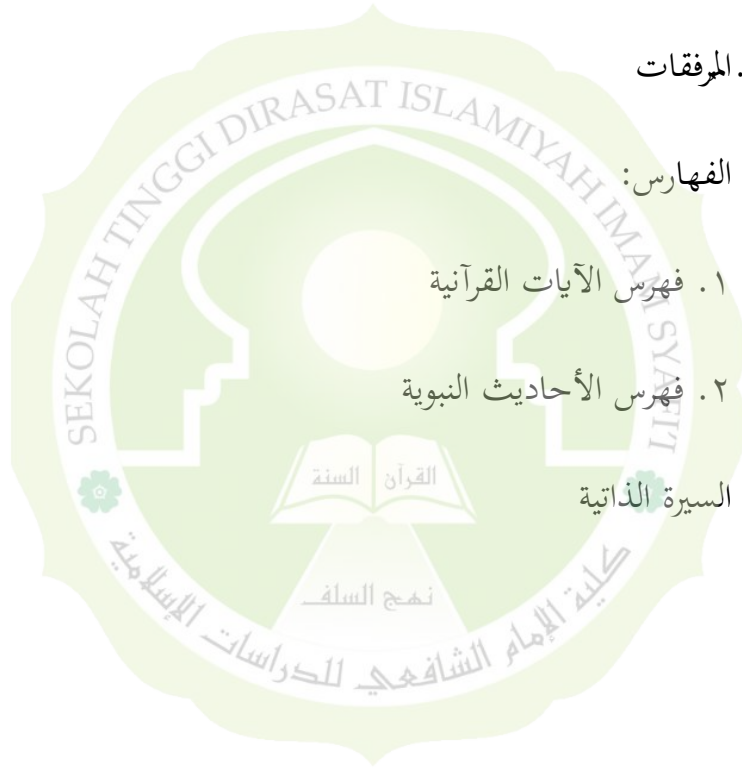 .المرفقات
الفهارس:
١. فهرس الآيات القرآنية
٢. فهرس الأحاديث النبوية
السيرة الذاتية
SEKOLAH TINGGI DIRASAT ISLAMIYAH IMAM SYAFI'I
القرآن السنة
نهج السلف
كلية الإمام الشافعي للدراسات الإسلامية